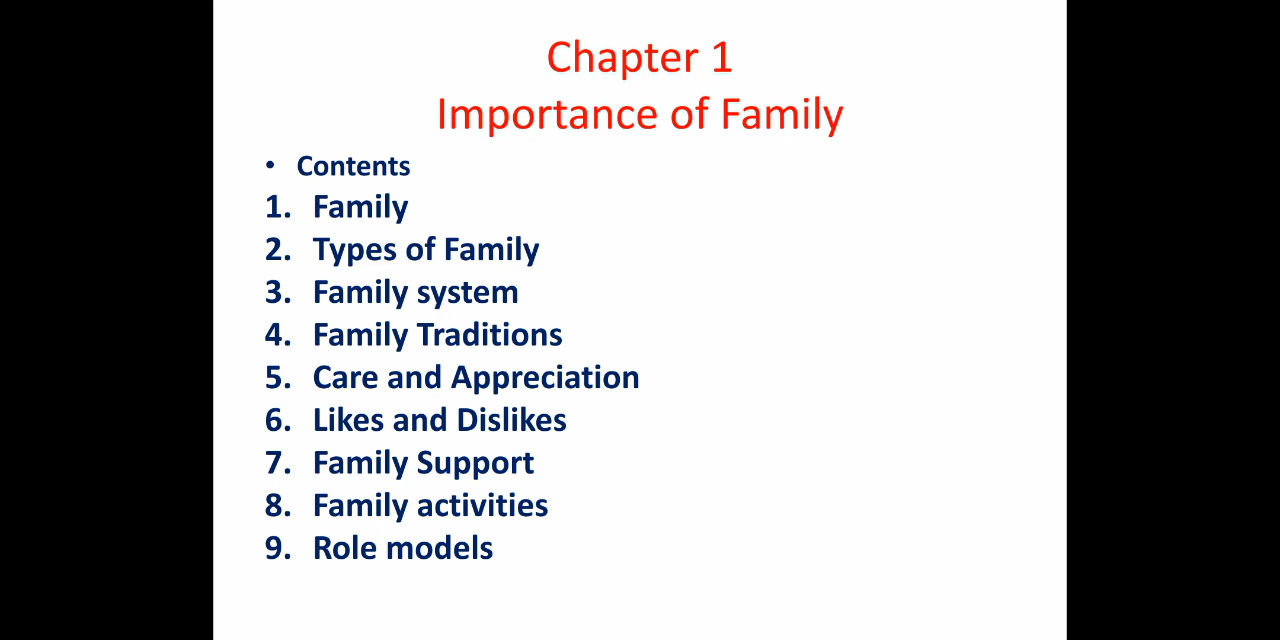 Chapter 1
Importance of Family
• Contents
1. Family
2. Types of Family
3. Family system
4. Family Traditions
5. Care and Appreciation
6. Likes and Dislikes
7. Family Support
8. Family activities
9. Role models